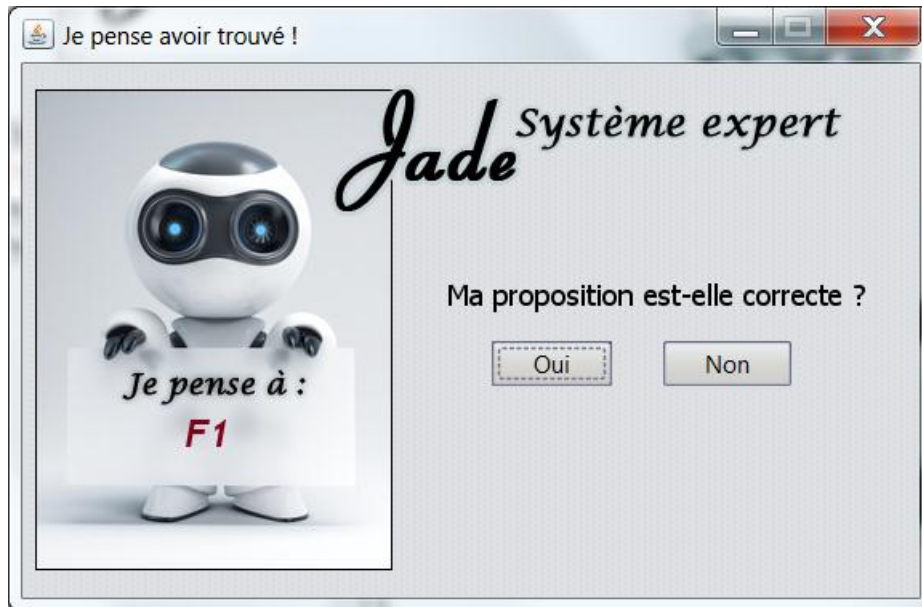 Je pense avoir trouvé !
Jade Système expert
Ma proposition est-elle correcte ?
Oui Non
Je pense à :
F1